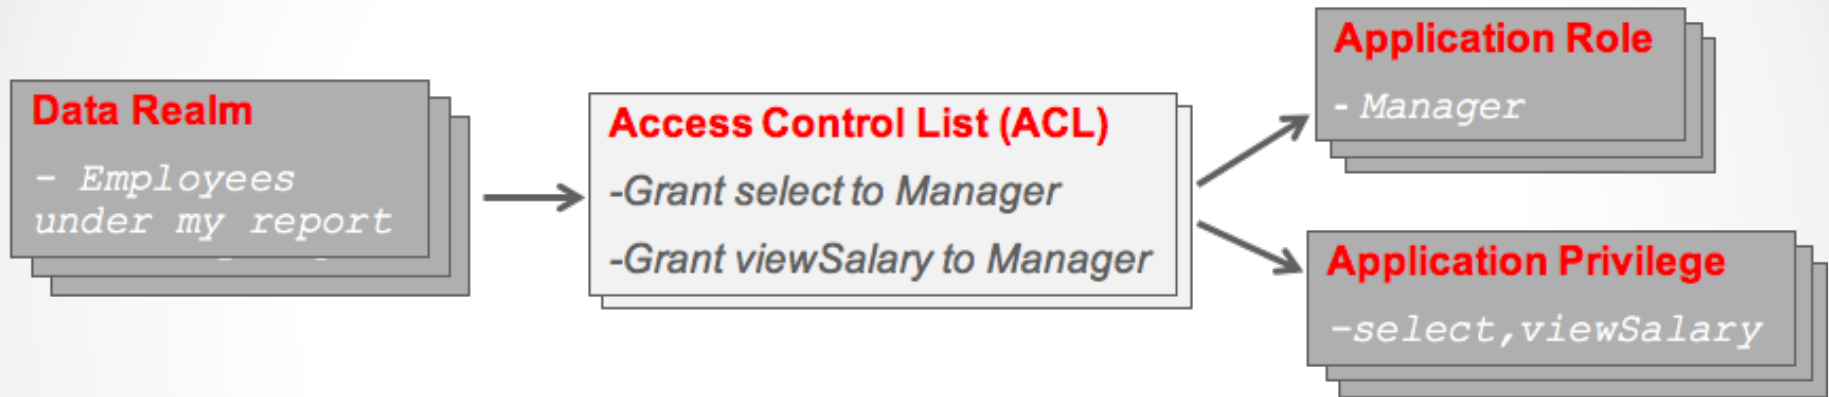 Data Realm
- Employees
under my report
Access Control List (ACL)
-Grant select to Manager
-Grant viewSalary to Manager
Application Role
- Manager
Application Privilege
-select,viewSalary